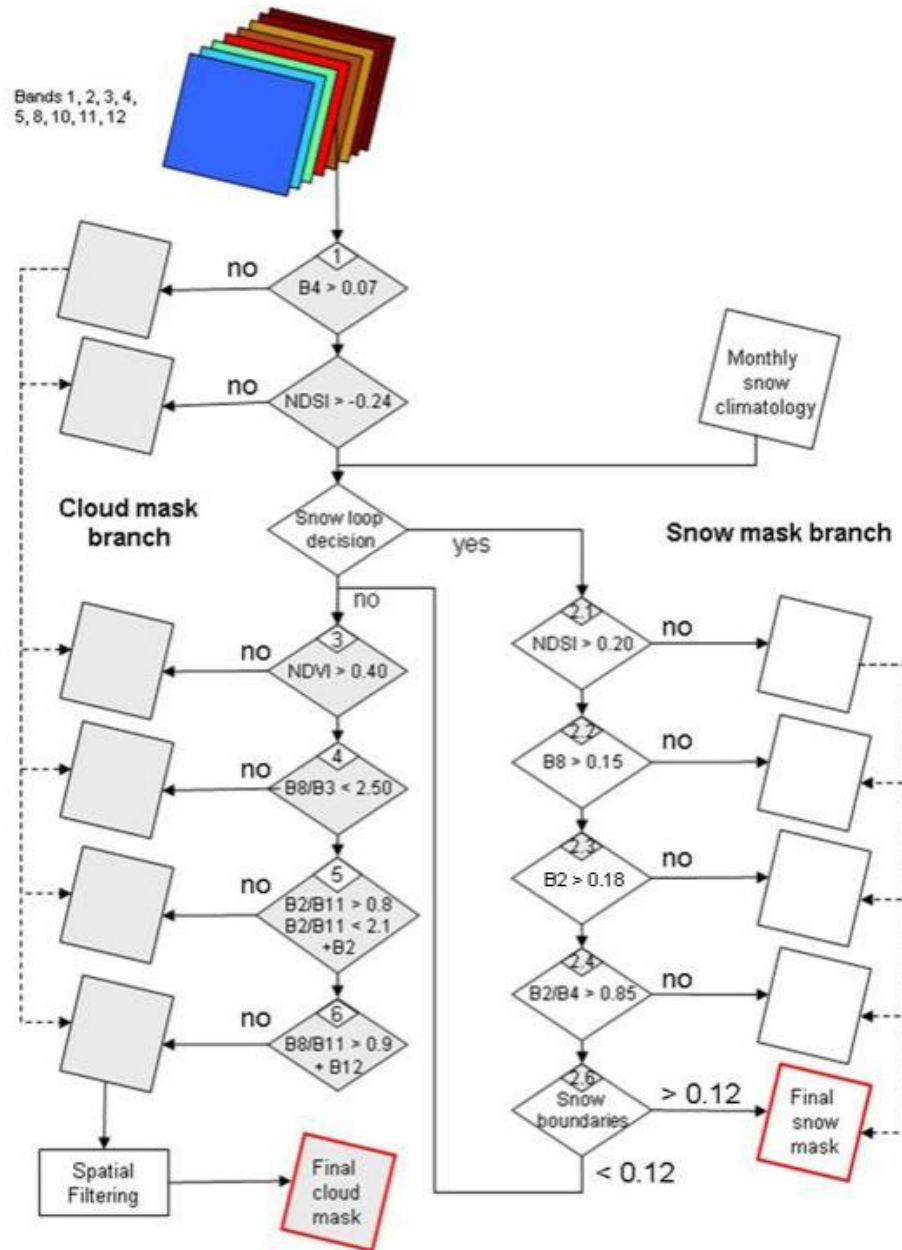 Bands 1, 2, 3, 4,
5, 8, 10, 11, 12
1
no
B4 > 0.07
no
NDSI > -0.24
Monthly
snow
climatology
Cloud mask
branch
Snow loop
decision
yes
Snow mask branch
no
2.1
NDSI > 0.20
no
3
NDVI > 0.40
no
2.2
B8 > 0.15
no
4
B8/B3 < 2.50
no
2.3
B2 > 0.18
no
5
B2/B11 > 0.8
B2/B11 < 2.1
+B2
no
2.4
B2/B4 > 0.85
no
6
B8/B11 > 0.9
+ B12
no
2.6
Snow
boundaries
> 0.12
< 0.12
Final
snow
mask
Spatial
Filtering
Final
cloud
mask